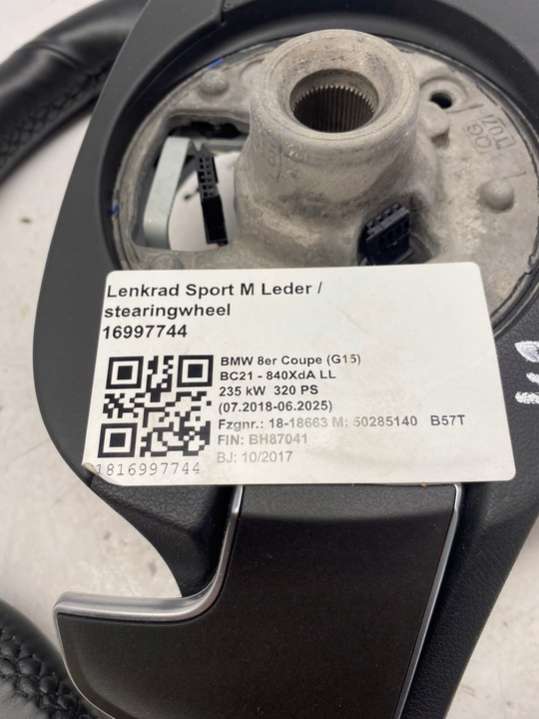 Lenkrad Sport M Leder /
stearingwheel
16997744
BMW 8er Coupe (G15)
BC21 - 840XdA LL
235 kW 320 PS
(07.2018-06.2025)
Fzgnr.: 18-18663 M: 50285140 B57T
FIN: BH87041
BJ: 10/2017
1816997744